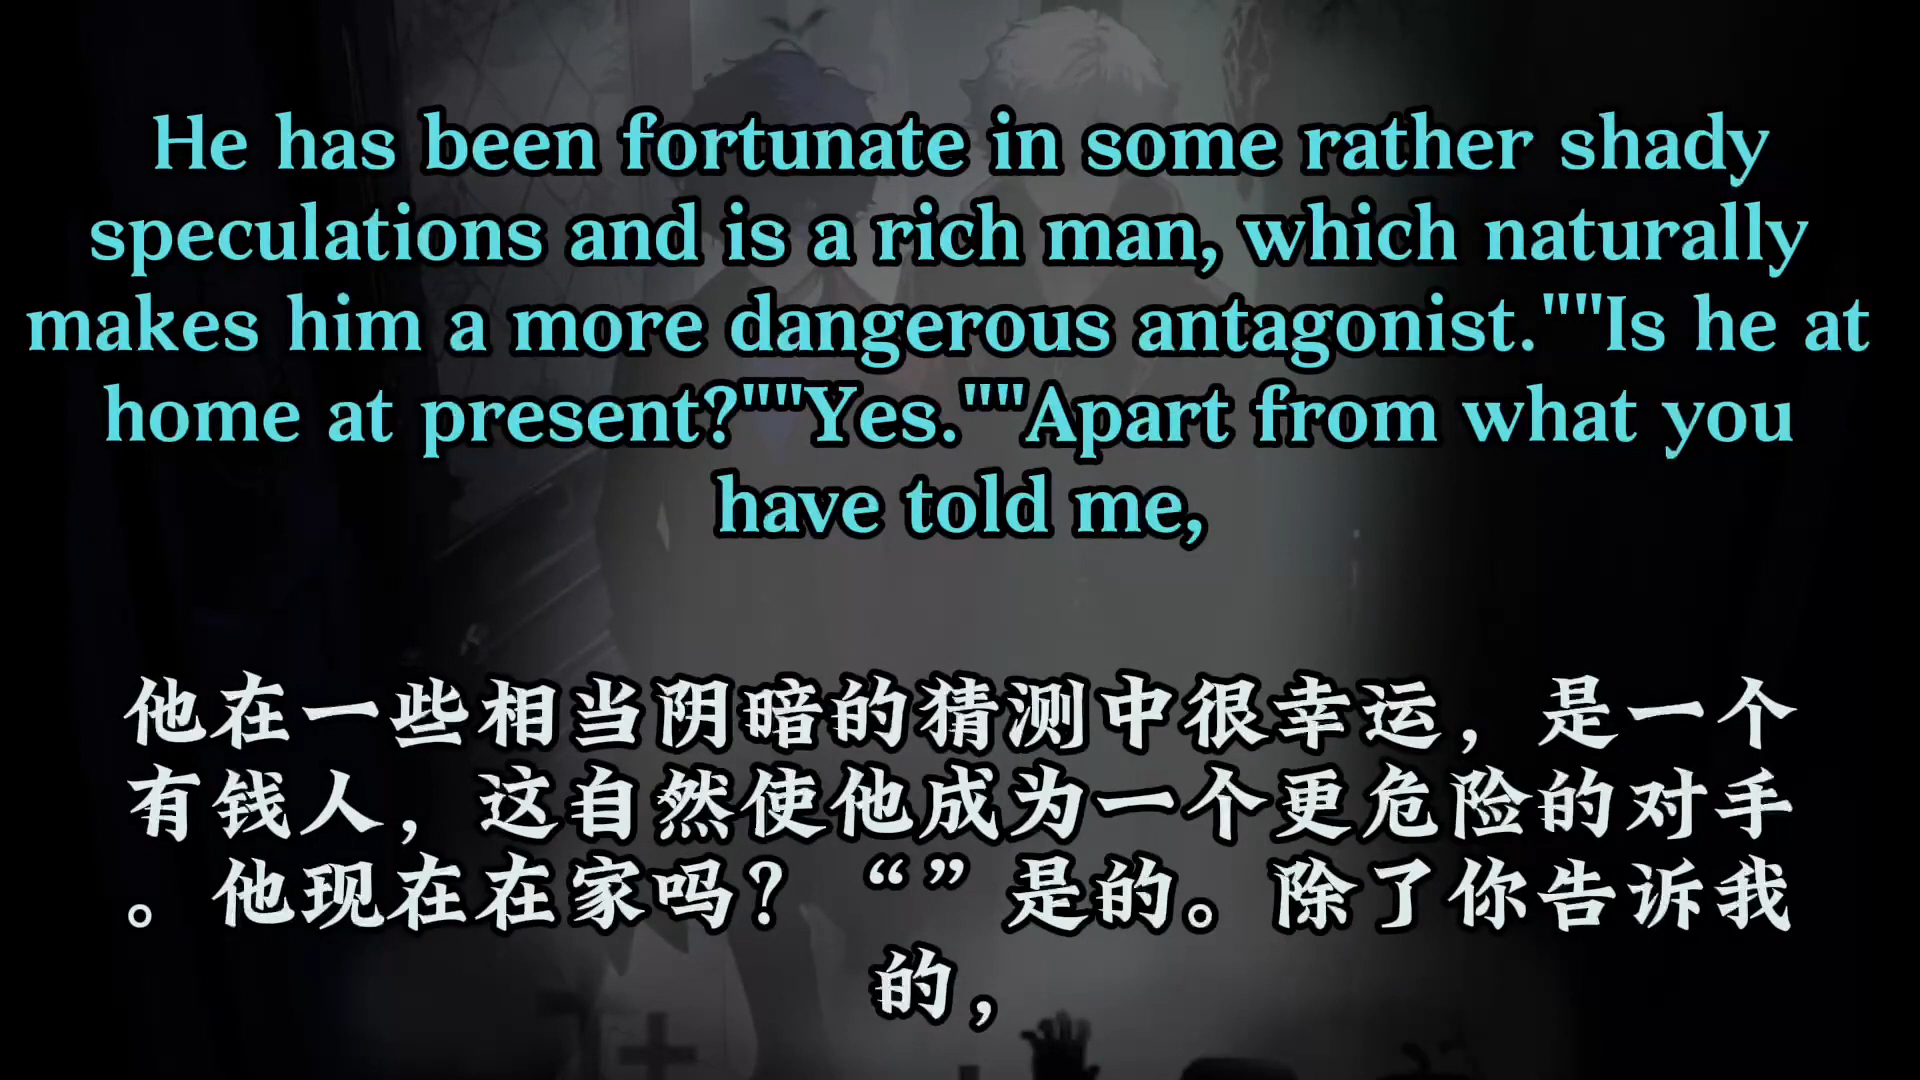 He has been fortunate in some rather shady
speculations and is a rich man, which naturally
makes him a more dangerous antagonist.""Is he at
home at present?""Yes.""Apart from what you
have told me,
他在一些相当阴暗的猜测中很幸运，是一个
有钱人，这自然使他成为一个更危险的对手
。他现在在家吗？“”是的。除了你告诉我
的，